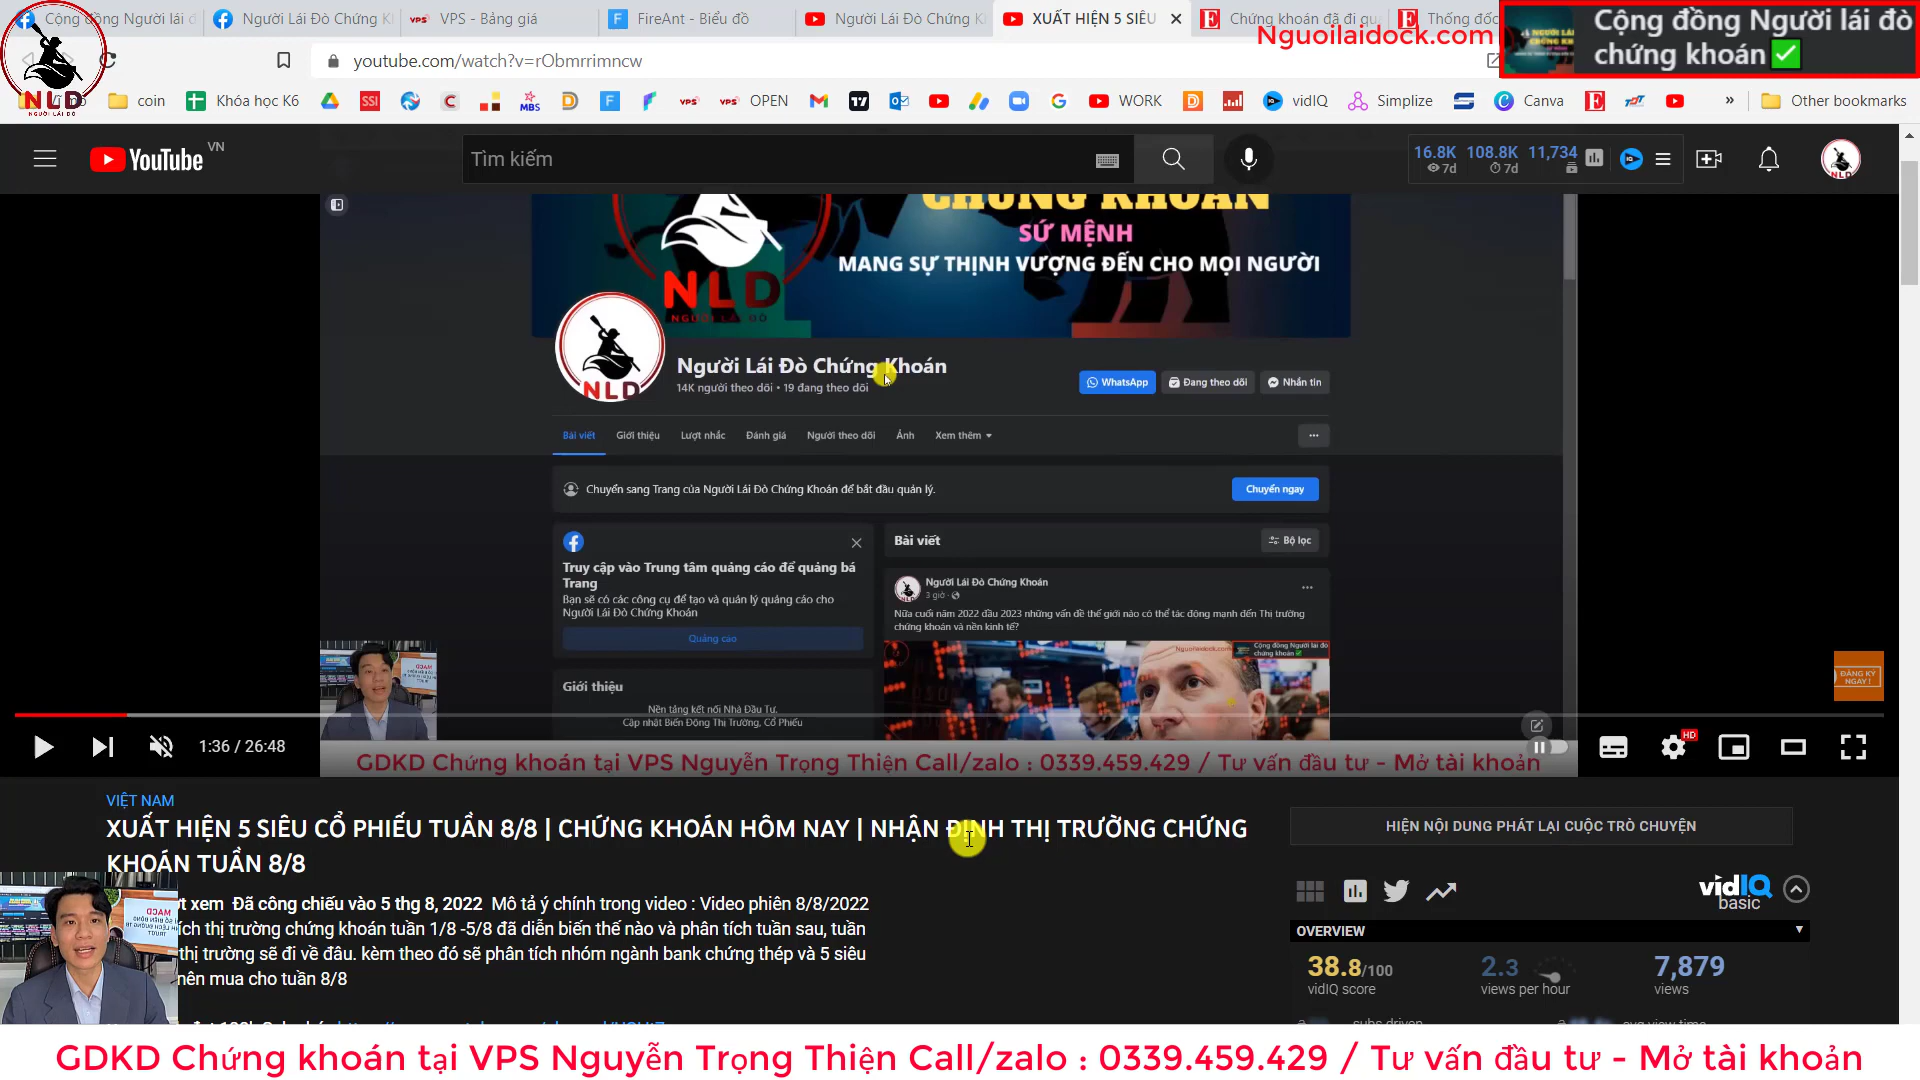 Cộng đồng Người lái đ
Người Lái Đò Chứng K
VPS - Bảng giá
FireAnt - Biểu đồ
Người Lái Đò Chứng K
XUẤT HIỆN 5 SIÊU
Chứng khoán đã đi qu
Thống đốc
Nguoilaidock.com
Cộng đồng Người lái đò
chứng khoán
youtube.com/watch?v=rObmrrimncw
NLD
NGƯỜI LÁI ĐÒ
coin
Khóa học K6
SSI
MBS
VPS
VPS
OPEN
WORK
vidIQ
Simplize
Canva
»
Other bookmarks
YouTube VN
Tìm kiếm
16.8K 108.8K 11,734
7d 7d
NLD
CHỨNG KHOÁN
SỨ MỆNH
MANG SỰ THỊNH VƯỢNG ĐẾN CHO MỌI NGƯỜI
NLD
NGƯỜI LÁI ĐÒ
NLD
Người Lái Đò Chứng Khoán
14K người theo dõi • 19 đang theo dõi
WhatsApp
Đang theo dõi
Nhắn tin
Bài viết
Giới thiệu
Lượt nhắc
Đánh giá
Người theo dõi
Ảnh
Xem thêm
Chuyển sang Trang của Người Lái Đò Chứng Khoán để bắt đầu quản lý.
Chuyển ngay
Truy cập vào Trung tâm quảng cáo để quảng bá
Trang
Bạn sẽ có các công cụ để tạo và quản lý quảng cáo cho
Người Lái Đò Chứng Khoán
Quảng cáo
Bài viết
Bộ lọc
Người Lái Đò Chứng Khoán
3 giờ
Nữa cuối năm 2022 đầu 2023 những vấn đề thế giới nào có thể tác động mạnh đến Thị trường
chứng khoán và nền kinh tế?
Nguoilaidock.com
Cộng đồng Người lái đò
chứng khoán
Giới thiệu
Nền tảng kết nối Nhà Đầu Tư.
Cập nhật Biến Động Thị Trường, Cổ Phiếu
ĐĂNG KÝ
NGAY !
1:36 / 26:48
HD
GDKD Chứng khoán tại VPS Nguyễn Trọng Thiện Call/zalo : 0339.459.429 / Tư vấn đầu tư - Mở tài khoản
VIỆT NAM
XUẤT HIỆN 5 SIÊU CỔ PHIẾU TUẦN 8/8 | CHỨNG KHOÁN HÔM NAY | NHẬN ĐỊNH THỊ TRƯỜNG CHỨNG
KHOÁN TUẦN 8/8
xem Đã công chiếu vào 5 thg 8, 2022 Mô tả ý chính trong video : Video phiên 8/8/2022
thị trường chứng khoán tuần 1/8 -5/8 đã diễn biến thế nào và phân tích tuần sau, tuần
thị trường sẽ đi về đâu. kèm theo đó sẽ phân tích nhóm ngành bank chứng thép và 5 siêu
nên mua cho tuần 8/8
HIỆN NỘI DUNG PHÁT LẠI CUỘC TRÒ CHUYỆN
vidIQ
basic
OVERVIEW
38.8/100
vidIQ score
2.3
views per hour
7,879
views
GDKD Chứng khoán tại VPS Nguyễn Trọng Thiện Call/zalo : 0339.459.429 / Tư vấn đầu tư - Mở tài khoản